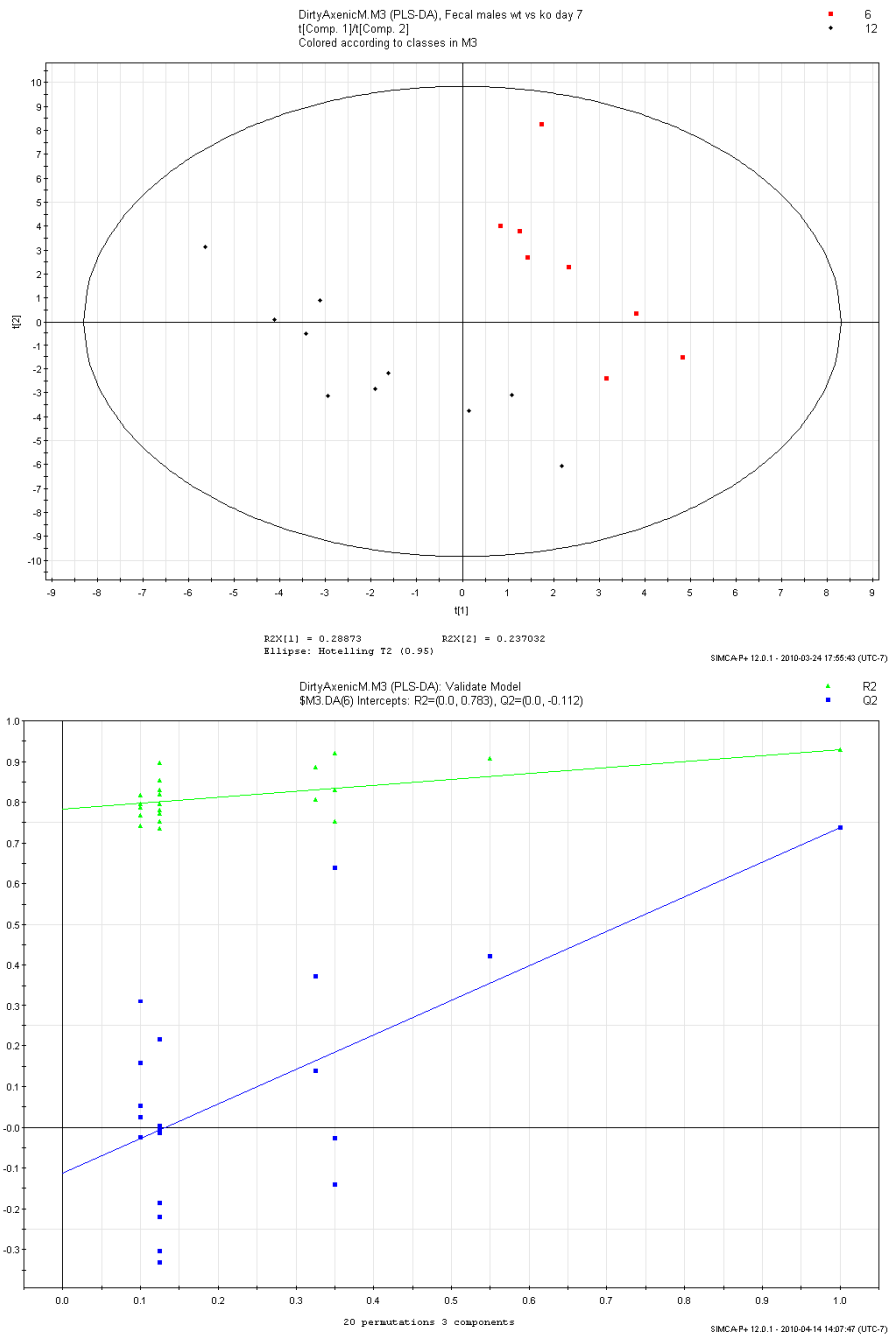 DirtyAxenicM.M3 (PLS-DA), Fecal males wt vs ko day 7
t[Comp. 1]/t[Comp. 2]
Colored according to classes in M3
6
12
10
9
8
7
6
5
4
3
2
1
0
-1
-2
-3
-4
-5
-6
-7
-8
-9
-10
t[2]
-9 -8 -7 -6 -5 -4 -3 -2 -1 0 1 2 3 4 5 6 7 8 9
t[1]
R2X[1] = 0.28873 R2X[2] = 0.237032
Ellipse: Hotelling T2 (0.95)
SIMCA-P+ 12.0.1 - 2010-03-24 17:55:43 (UTC-7)
DirtyAxenicM.M3 (PLS-DA): Validate Model
$M3.DA(6) Intercepts: R2=(0.0, 0.783), Q2=(0.0, -0.112)
R2
Q2
1.0
0.9
0.8
0.7
0.6
0.5
0.4
0.3
0.2
0.1
-0.0
-0.1
-0.2
-0.3
0.0 0.1 0.2 0.3 0.4 0.5 0.6 0.7 0.8 0.9 1.0
20 permutations 3 components
SIMCA-P+ 12.0.1 - 2010-04-14 14:07:47 (UTC-7)